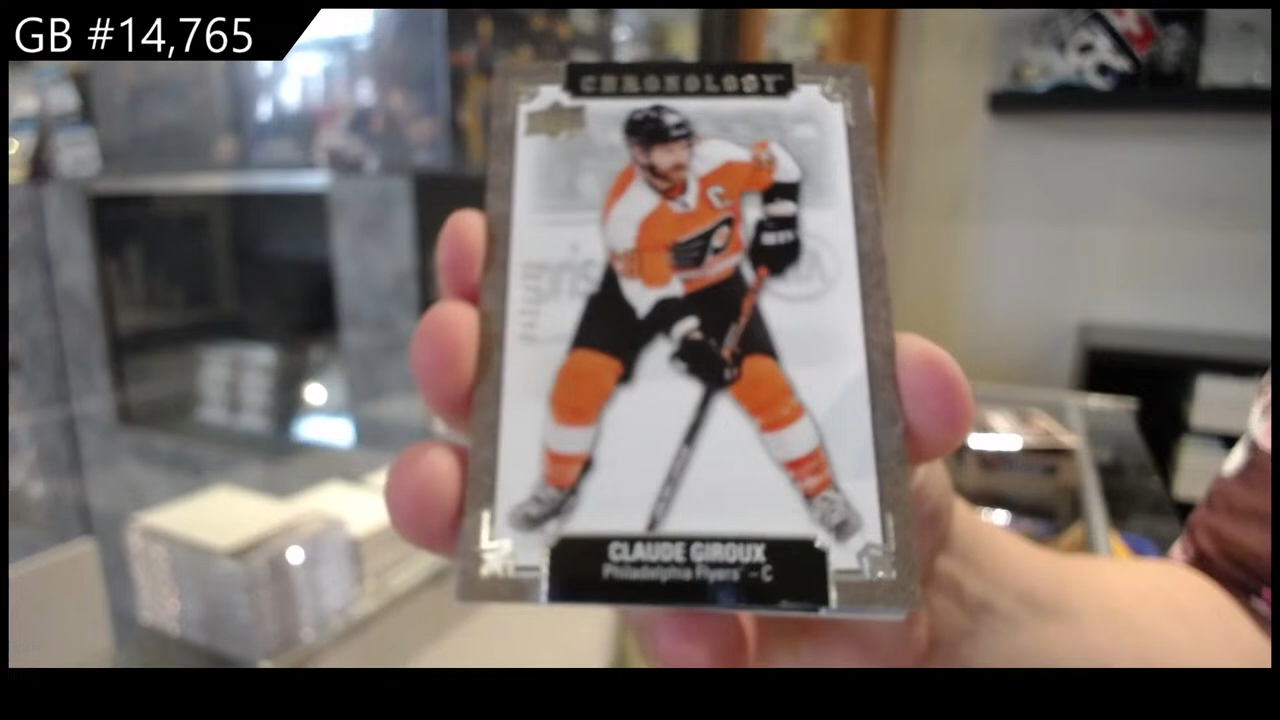 GB #14,765
CHRONOLOGY
C
CLAUDE GIROUX
Philadelphia Flyers - C